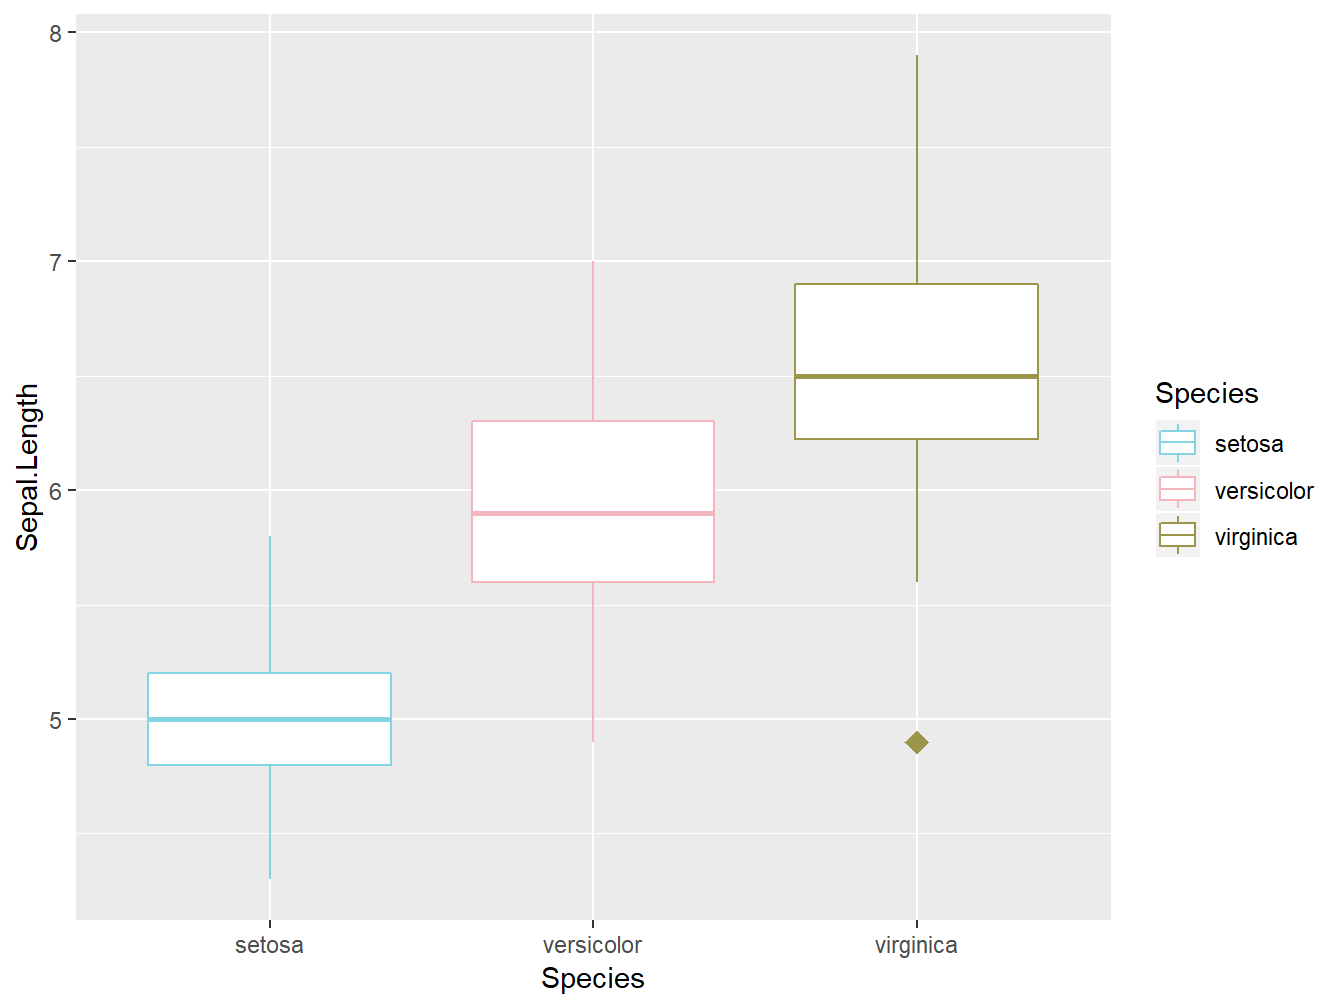 Sepal.Length
8
7
6
5
setosa
versicolor
virginica
Species
Species
setosa
versicolor
virginica